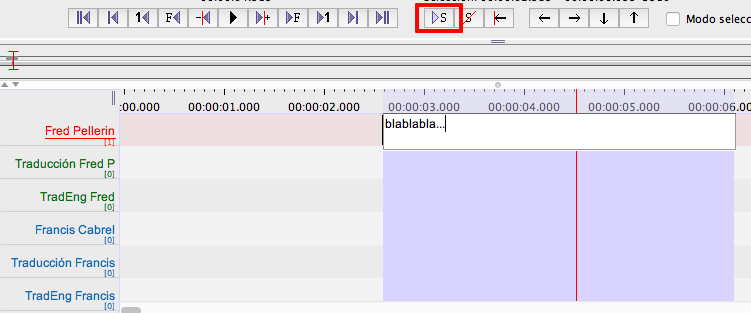 1 F F 1 S S Modo selecc
:00.000 00:00:01.000 00:00:02.000 00:00:03.000 00:00:04.000 00:00:05.000 00:00:06.00
Fred Pellerin
[1]
blablabla...
Traducción Fred P
[0]
TradEng Fred
[0]
Francis Cabrel
[0]
Traducción Francis
[0]
TradEng Francis
[0]